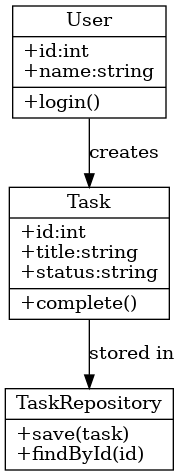 User
+id:int
+name:string
+login()
creates
Task
+id:int
+title:string
+status:string
+complete()
stored in
TaskRepository
+save(task)
+findById(id)